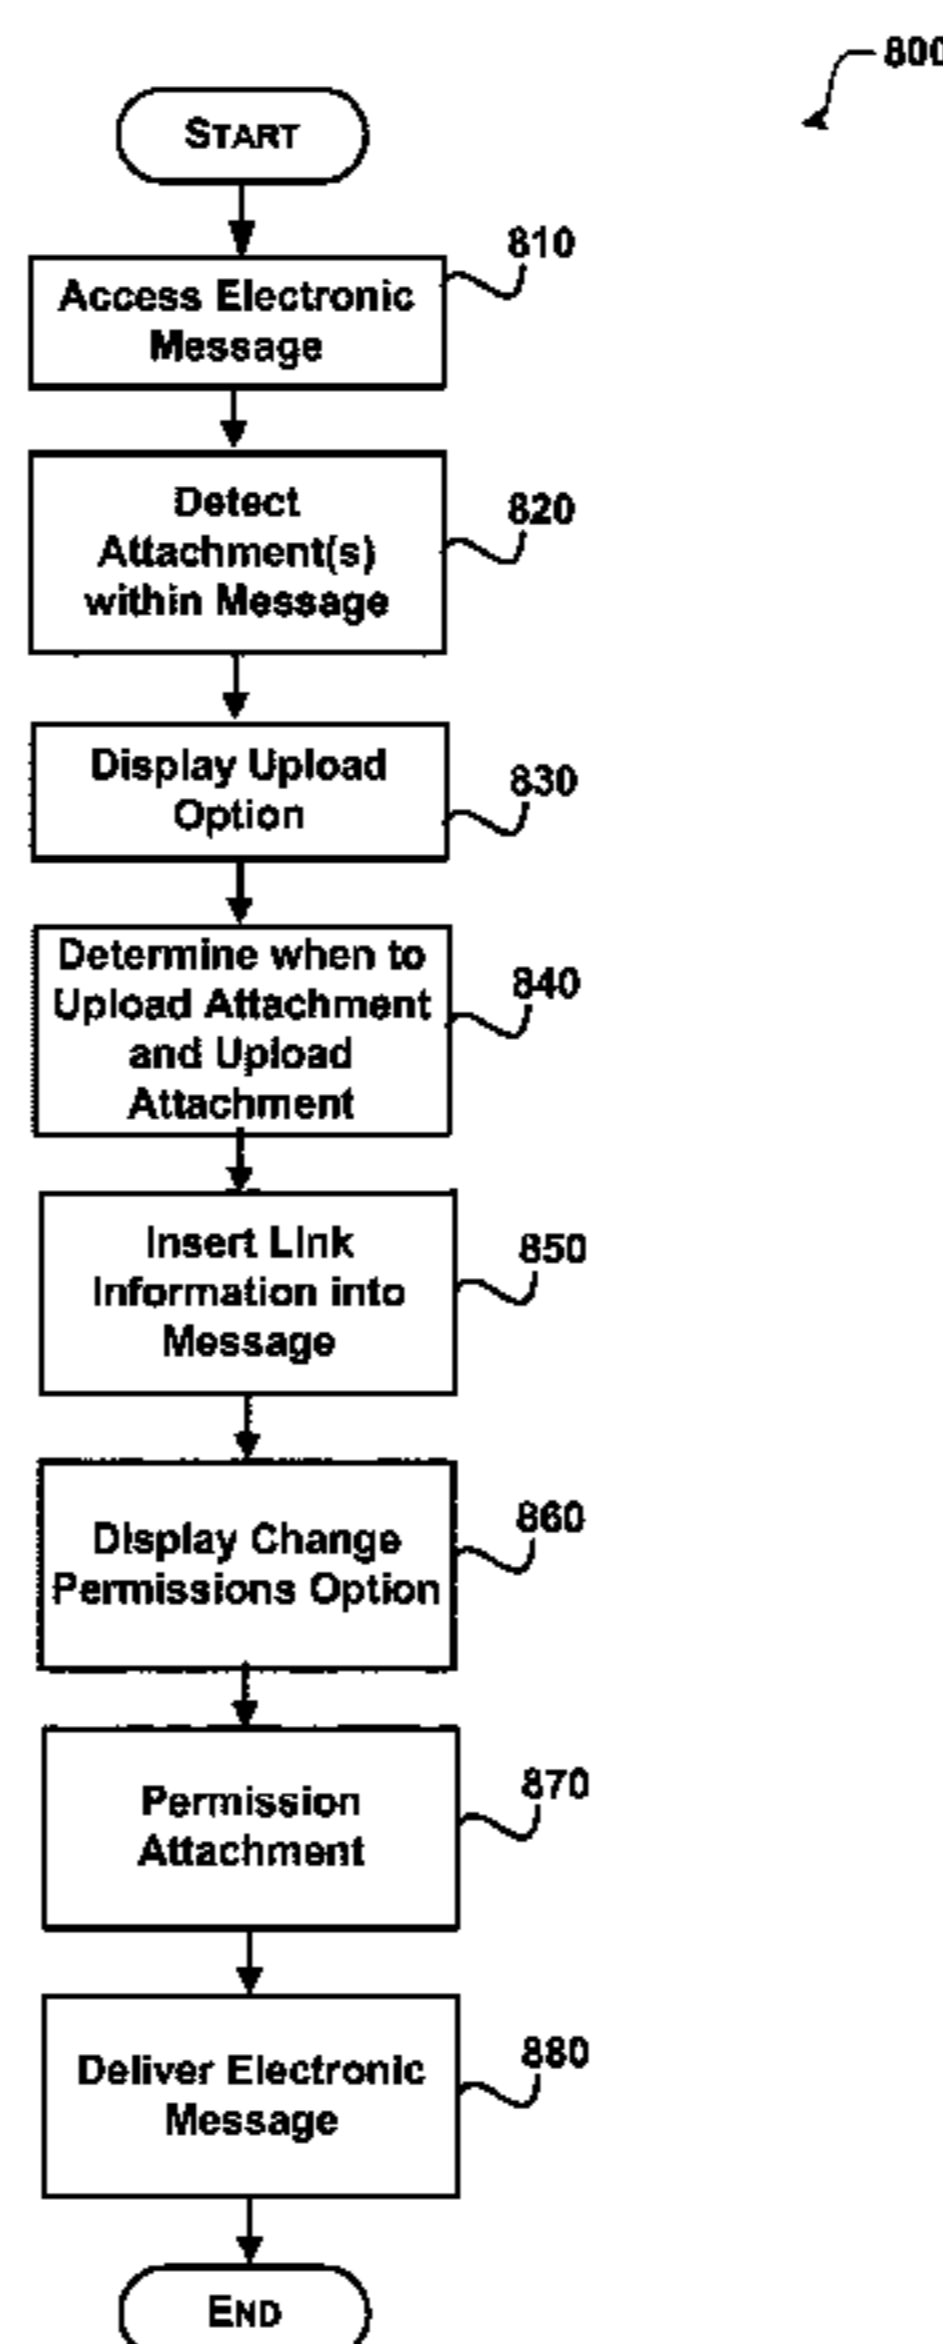 800
START
810
Access Electronic
Message
820
Detect
Attachment(s)
within Message
830
Display Upload
Option
840
Determine when to
Upload Attachment
and Upload
Attachment
850
Insert Link
Information into
Message
860
Display Change
Permissions Option
870
Permission
Attachment
880
Deliver Electronic
Message
END